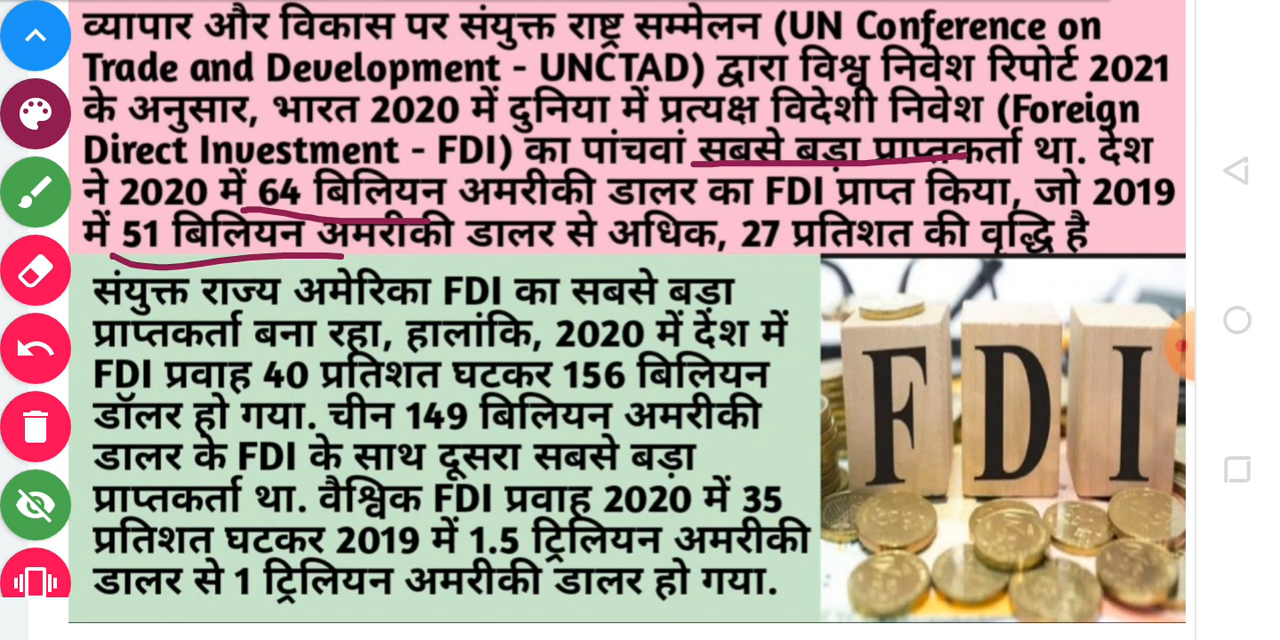 व्यापार और विकास पर संयुक्त राष्ट्र सम्मेलन (UN Conference on
Trade and Development - UNCTAD) द्वारा विश्व निवेश रिपोर्ट 2021
के अनुसार, भारत 2020 में दुनिया में प्रत्यक्ष विदेशी निवेश (Foreign
Direct Investment - FDI) का पांचवां सबसे बड़ा प्राप्तकर्ता था. देश
ने 2020 में 64 बिलियन अमरीकी डालर का FDI प्राप्त किया, जो 2019
में 51 बिलियन अमरीकी डालर से अधिक, 27 प्रतिशत की वृद्धि है
संयुक्त राज्य अमेरिका FDI का सबसे बड़ा
प्राप्तकर्ता बना रहा, हालांकि, 2020 में देश में
FDI प्रवाह 40 प्रतिशत घटकर 156 बिलियन
डॉलर हो गया. चीन 149 बिलियन अमरीकी
डालर के FDI के साथ दूसरा सबसे बड़ा
प्राप्तकर्ता था. वैश्विक FDI प्रवाह 2020 में 35
प्रतिशत घटकर 2019 में 1.5 ट्रिलियन अमरीकी
डालर से 1 ट्रिलियन अमरीकी डालर हो गया.
FDI